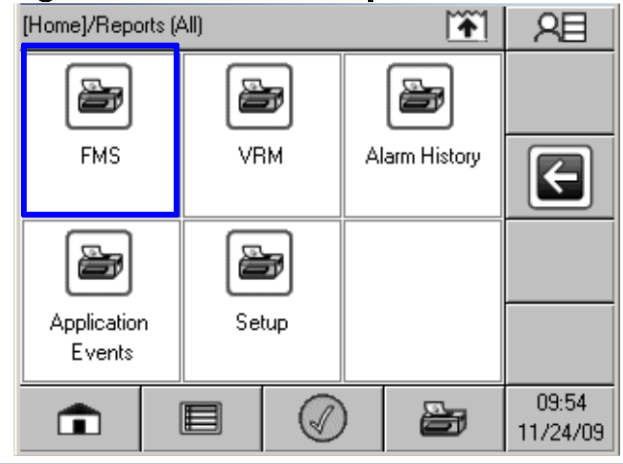 [Home]/Reports (All)
FMS
VRM
Alarm History
Application
Events
Setup
09:54
11/24/09